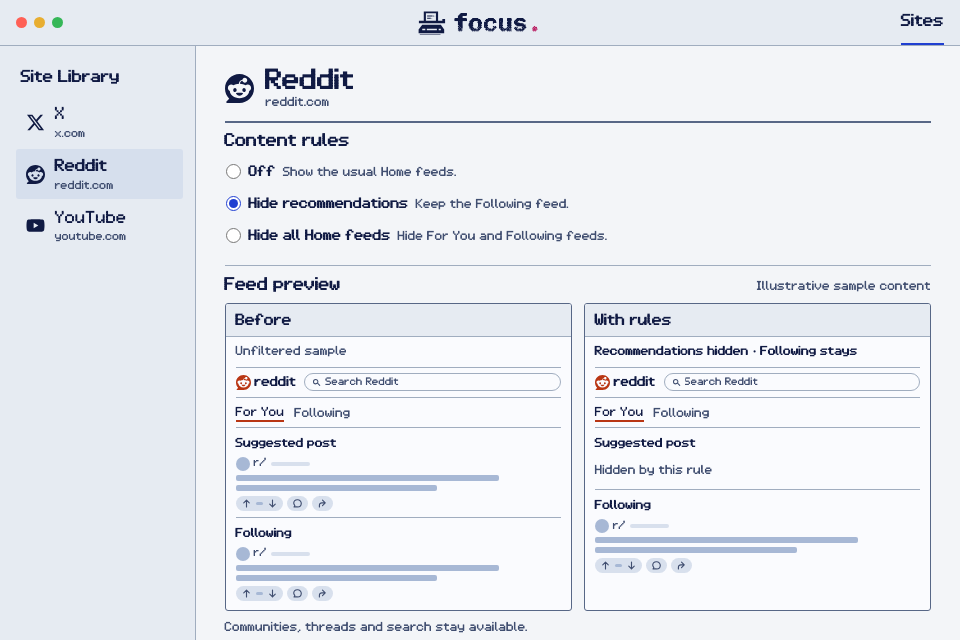 focus.
Sites
Site Library
X
x.com
Reddit
reddit.com
YouTube
youtube.com
Reddit
reddit.com
Content rules
Off Show the usual Home feeds.
Hide recommendations Keep the Following feed.
Hide all Home feeds Hide For You and Following feeds.
Feed preview
Illustrative sample content
Before
Unfiltered sample
reddit Search Reddit
For You Following
Suggested post
r/
Following
r/
With rules
Recommendations hidden · Following stays
reddit Search Reddit
For You Following
Suggested post
Hidden by this rule
Following
r/
Communities, threads and search stay available.